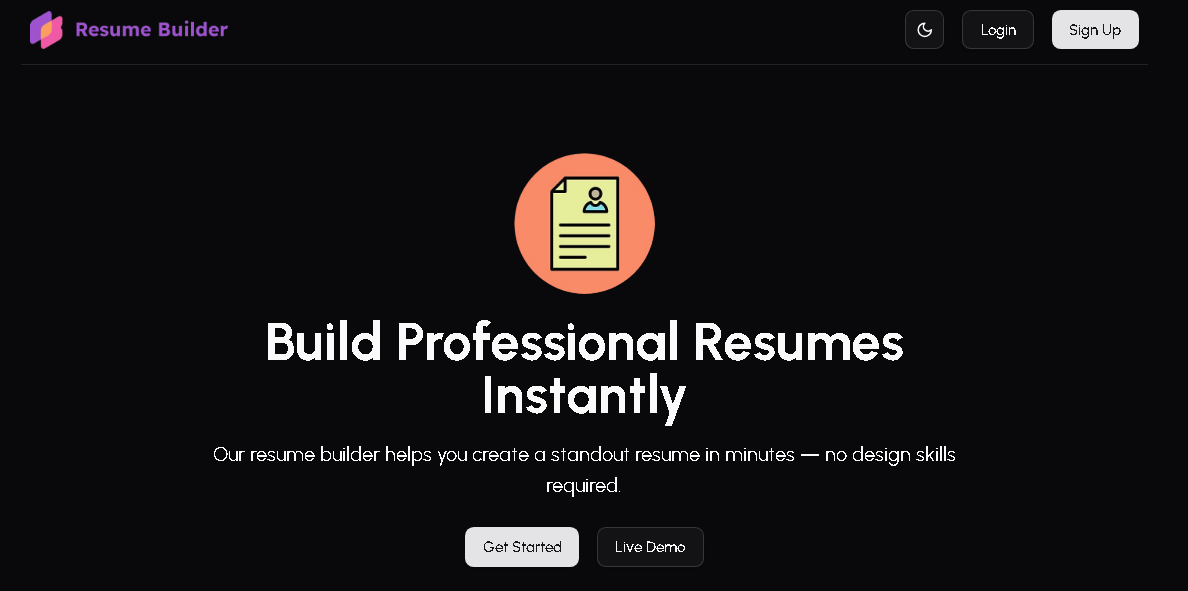 Resume Builder
Login
Sign Up
Build Professional Resumes
Instantly
Our resume builder helps you create a standout resume in minutes — no design skills
required.
Get Started
Live Demo